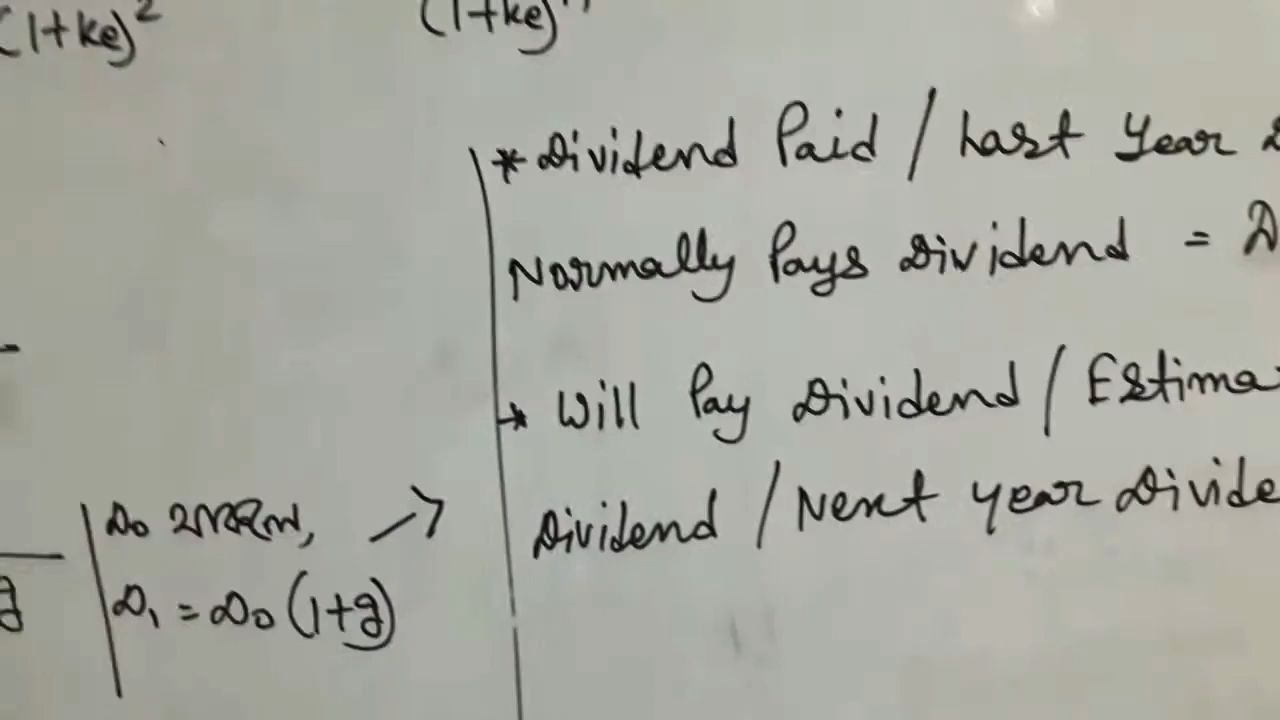 (1+ke)² (1+ke)ⁿ
* Dividend Paid / Last Year
Normally Pays Dividend = D
* Will Pay Dividend / Estima
Dividend / Next year Divide
D₀
D₁ = D₀ (1+g)
g